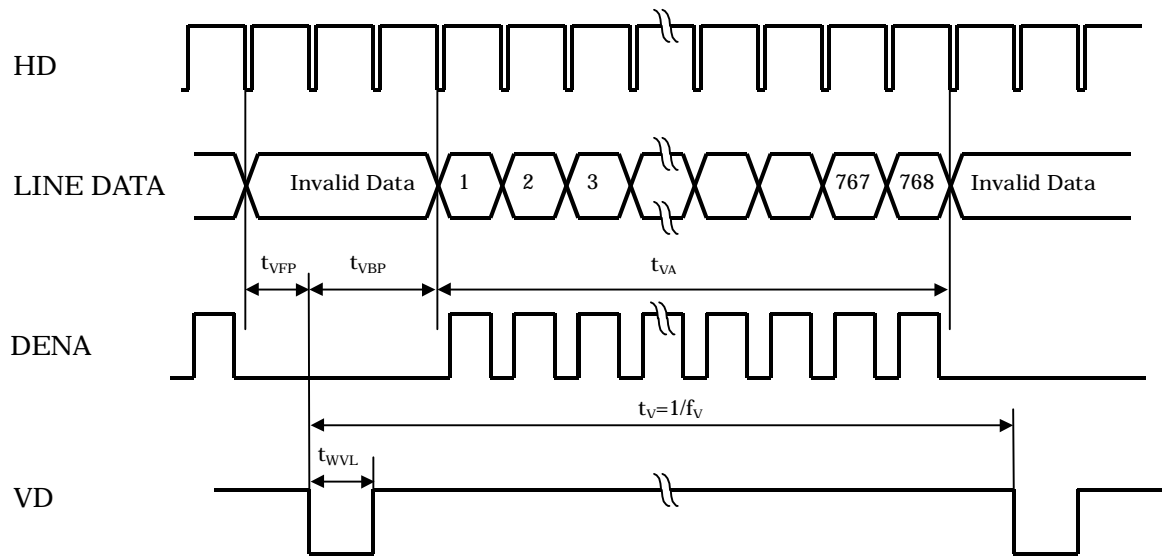 HD
LINE DATA
Invalid Data 1 2 3 767 768 Invalid Data
tVFP tVBP tVA
DENA
tV=1/fV
tWVL
VD